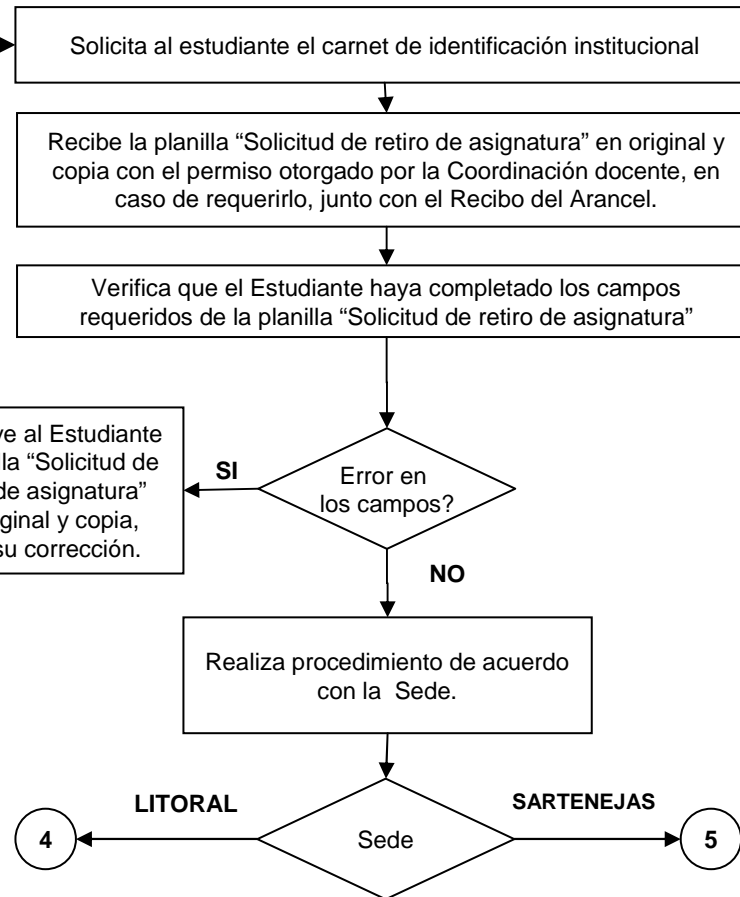 Solicita al estudiante el carnet de identificación institucional
Recibe la planilla “Solicitud de retiro de asignatura” en original y
copia con el permiso otorgado por la Coordinación docente, en
caso de requerirlo, junto con el Recibo del Arancel.
Verifica que el Estudiante haya completado los campos
requeridos de la planilla “Solicitud de retiro de asignatura”
al Estudiante
“Solicitud de
de asignatura”
y copia,
su corrección.
SI
Error en
los campos?
NO
Realiza procedimiento de acuerdo
con la Sede.
LITORAL
SARTENEJAS
4
Sede
5